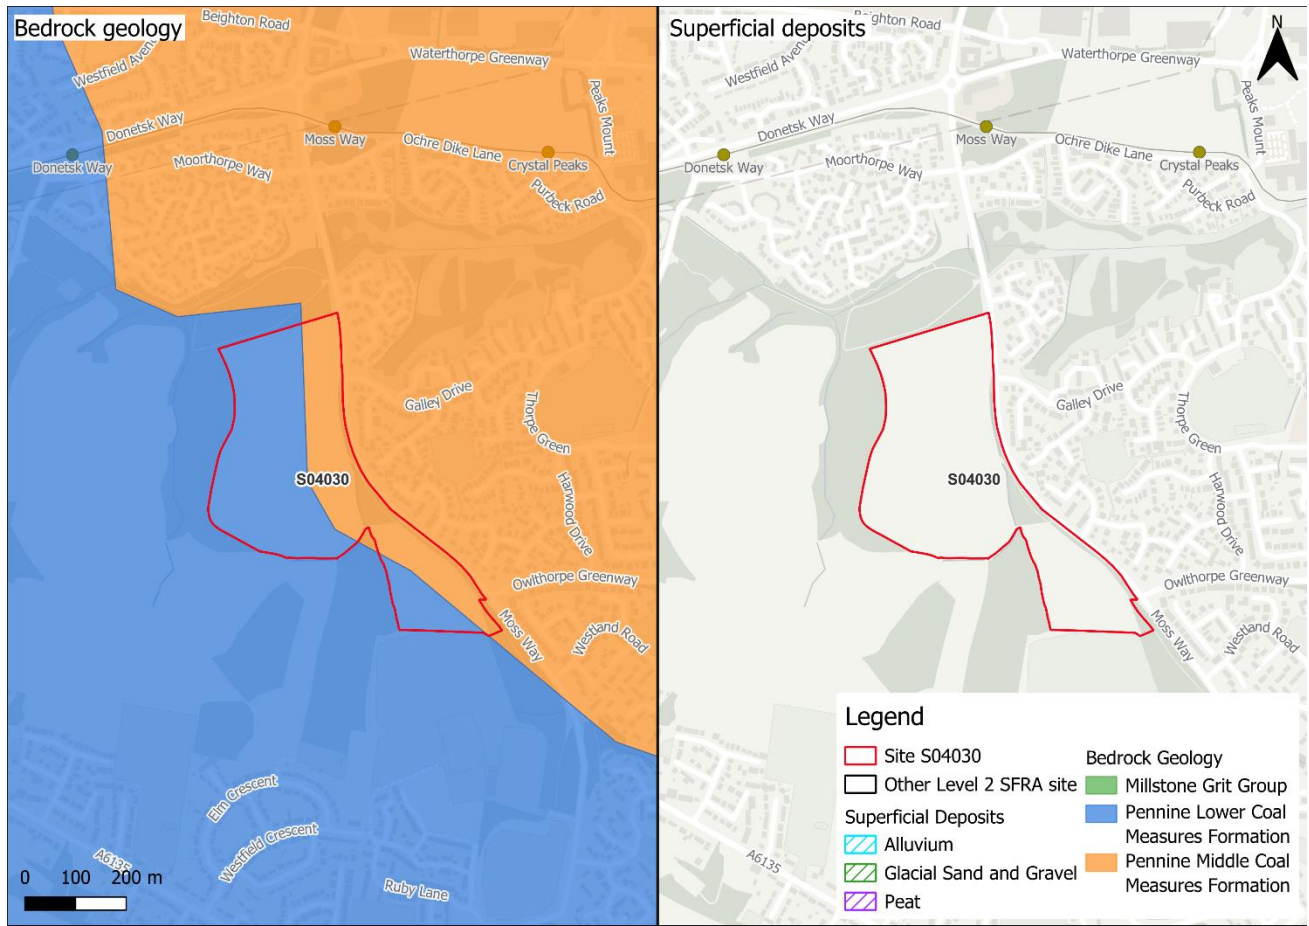 Bedrock geology
Beighton Road
Westfield Avenu
Waterthorpe Greenway
Peaks Mount
Donetsk Way
Moss Way
Ochre Dike Lane
Donetsk Way
Moorthorpe Way
Crystal Peaks
Purbeck Road
Galley Drive
Thorpe Green
S04030
Harwood Drive
Owlthorpe Greenway
Moss Way
Westland Road
Elm Crescent
Westfield Crescent
A6135
Ruby Lane
0 100 200 m
Superficial deposits
Beighton Road
N
Westfield Avenu
Waterthorpe Greenway
Peaks Mount
Donetsk Way
Moss Way
Ochre Dike Lane
Donetsk Way
Moorthorpe Way
Crystal Peaks
Purbeck Road
Galley Drive
Thorpe Green
S04030
Harwood Drive
Owlthorpe Greenway
Moss Way
Westland Road
Elm Crescent
Westfield Crescent
A6135
Legend
Site S04030
Other Level 2 SFRA site
Superficial Deposits
Alluvium
Glacial Sand and Gravel
Peat
Bedrock Geology
Millstone Grit Group
Pennine Lower Coal
Measures Formation
Pennine Middle Coal
Measures Formation